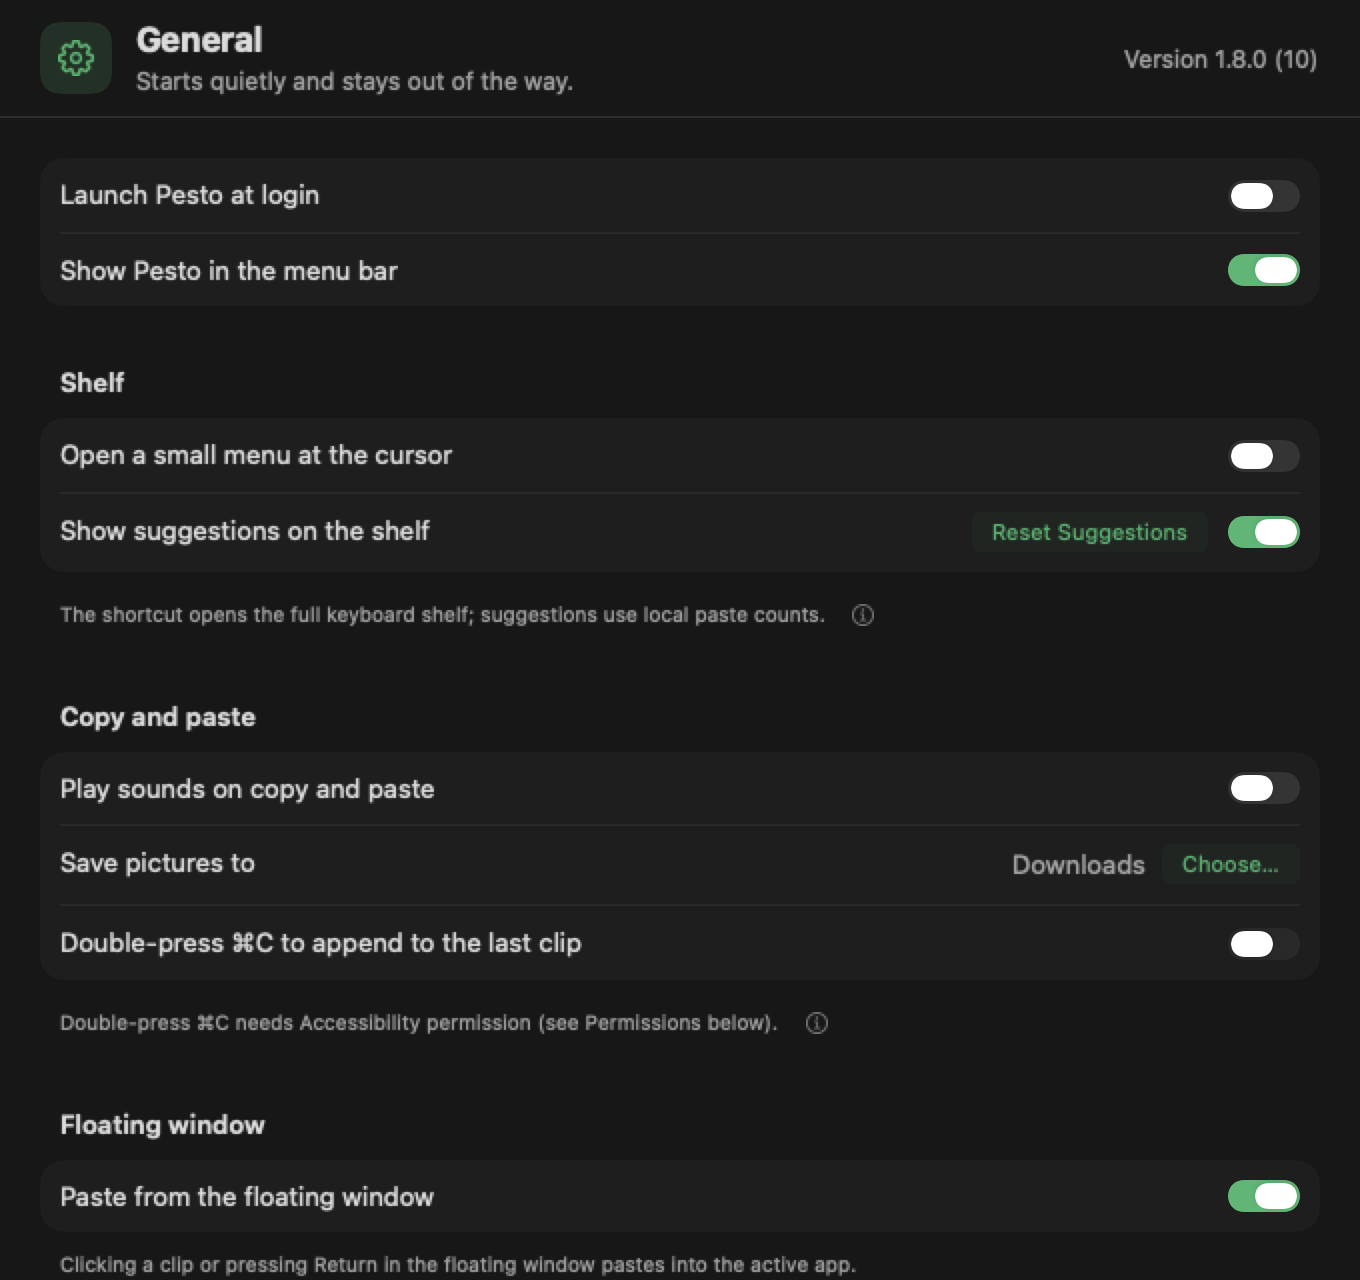 General
Starts quietly and stays out of the way.
Version 1.8.0 (10)
Launch Pesto at login
Show Pesto in the menu bar
Shelf
Open a small menu at the cursor
Show suggestions on the shelf
Reset Suggestions
The shortcut opens the full keyboard shelf; suggestions use local paste counts.
Copy and paste
Play sounds on copy and paste
Save pictures to
Downloads
Choose...
Double-press ⌘C to append to the last clip
Double-press ⌘C needs Accessibility permission (see Permissions below).
Floating window
Paste from the floating window
Clicking a clip or pressing Return in the floating window pastes into the active app.